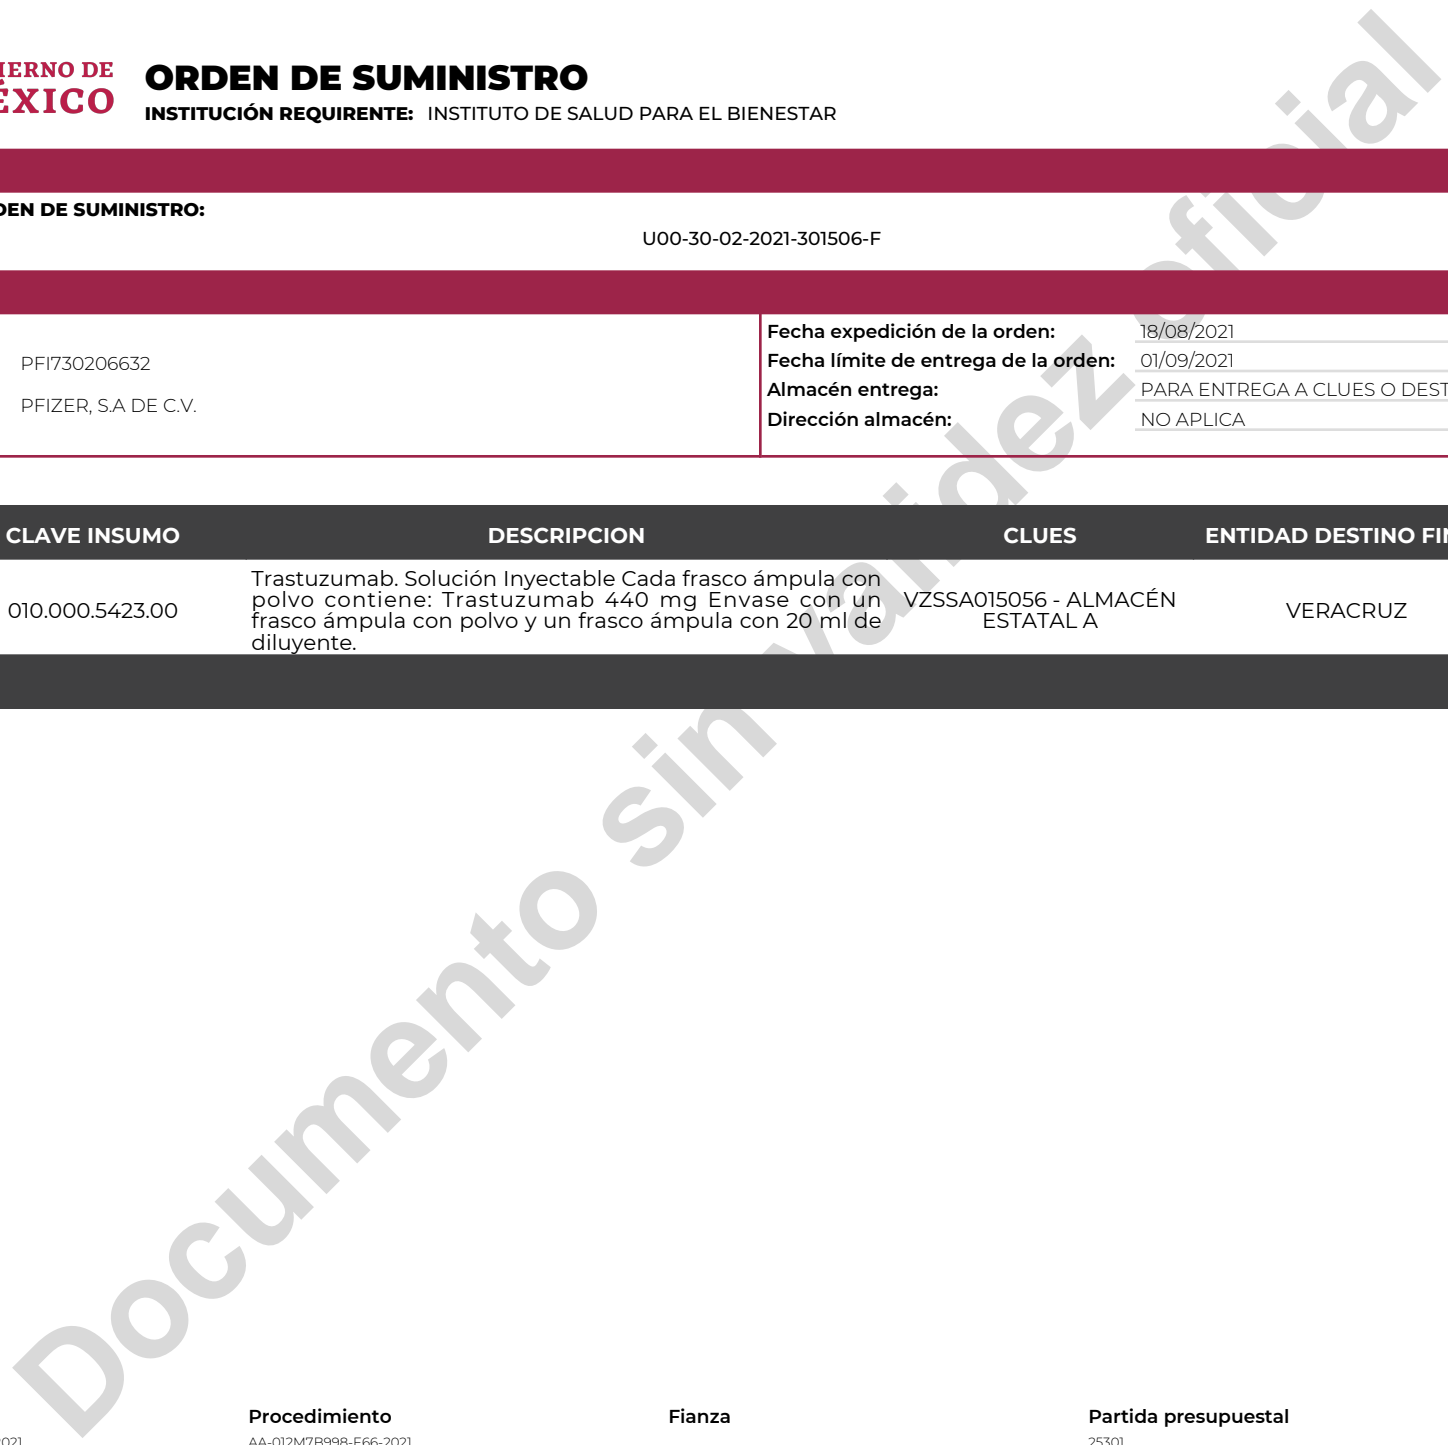 IERNO DE
ÉXICO
ORDEN DE SUMINISTRO
INSTITUCIÓN REQUIRENTE: INSTITUTO DE SALUD PARA EL BIENESTAR
DEN DE SUMINISTRO:
U00-30-02-2021-301506-F
PFI730206632
PFIZER, S.A DE C.V.
Fecha expedición de la orden: 18/08/2021
Fecha límite de entrega de la orden: 01/09/2021
Almacén entrega: PARA ENTREGA A CLUES O DEST
Dirección almacén: NO APLICA
CLAVE INSUMO DESCRIPCION CLUES ENTIDAD DESTINO FIN
010.000.5423.00
Trastuzumab. Solución Inyectable Cada frasco ámpula con
polvo contiene: Trastuzumab 440 mg Envase con un
frasco ámpula con polvo y un frasco ámpula con 20 ml de
diluyente.
VZSSA015056 - ALMACÉN
ESTATAL A
VERACRUZ
Documento sin validez oficial
Procedimiento Fianza Partida presupuestal
2021 AA-012M7B998-E66-2021 25301